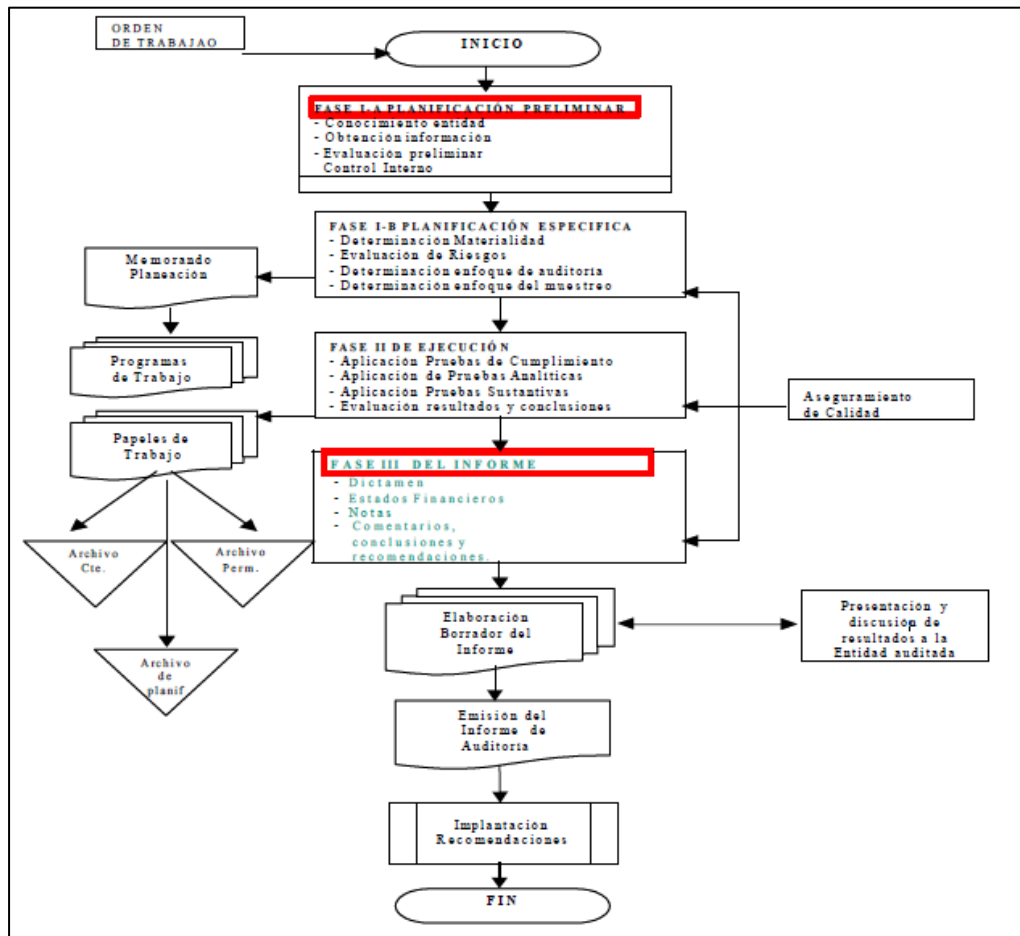 ORDEN
DE TRABAJAO
INICIO
FASE I-A PLANIFICACIÓN PRELIMINAR
- Conocimiento entidad
- Obtención información
- Evaluación preliminar
Control Interno
FASE I-B PLANIFICACIÓN ESPECIFICA
- Determinación Materialidad
- Evaluación de Riesgos
- Determinación enfoque de auditoría
- Determinación enfoque del muestreo
Memorando
Planeación
Programas
de Trabajo
FASE II DE EJECUCIÓN
- Aplicación Pruebas de Cumplimiento
- Aplicación de Pruebas Analíticas
- Aplicación Pruebas Sustantivas
- Evaluación resultados y conclusiones
Aseguramiento
de Calidad
Papeles de
Trabajo
FASE III DEL INFORME
- Dictamen
- Estados Financieros
- Notas
- Comentarios,
conclusiones y
recomendaciones.
Archivo
Cte.
Archivo
Perm.
Archivo
de
planif
Elaboración
Borrador del
Informe
Presentación y
discusión de
resultados a la
Entidad auditada
Emisión del
Informe de
Auditoría
Implantación
Recomendaciones
FIN